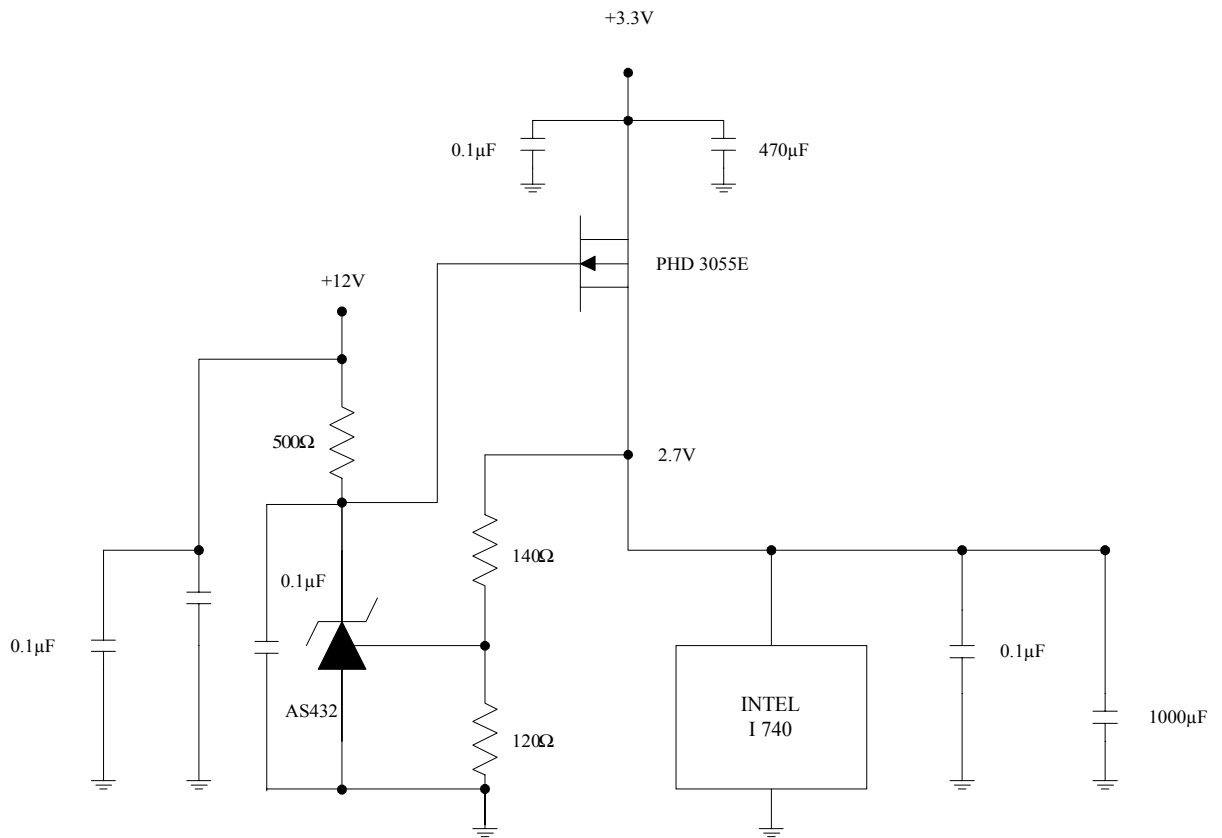 +3.3V
0.1µF
470µF
PHD 3055E
+12V
500Ω
2.7V
140Ω
0.1µF
0.1µF
0.1µF
AS432
INTEL
I 740
1000µF
120Ω